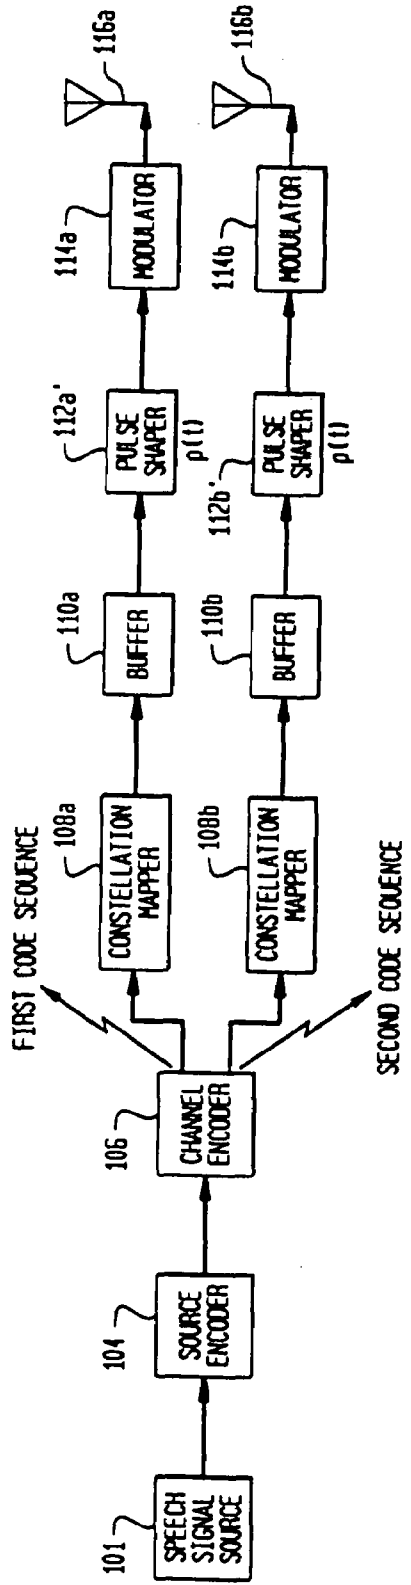 101
SPEECH
SIGNAL
SOURCE
104
SOURCE
ENCODER
106
CHANNEL
ENCODER
FIRST CODE SEQUENCE
SECOND CODE SEQUENCE
108a
CONSTELLATION
MAPPER
110a
BUFFER
112a'
PULSE
SHAPER
p(t)
114a
MODULATOR
116a
108b
CONSTELLATION
MAPPER
110b
BUFFER
112b'
PULSE
SHAPER
p(t)
114b
MODULATOR
116b